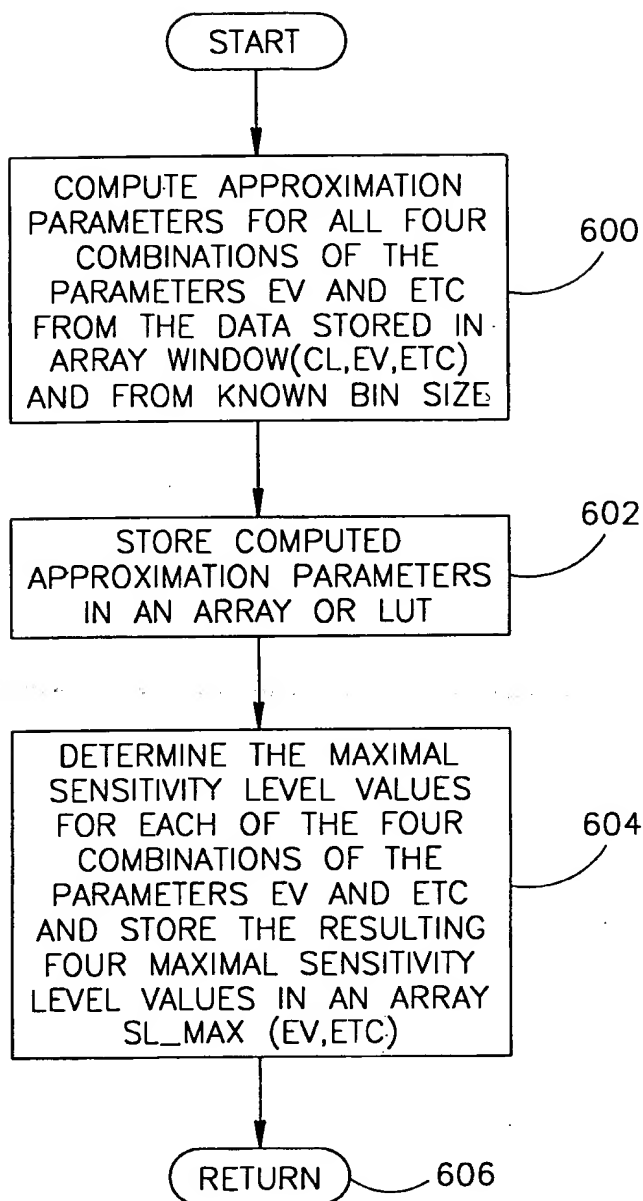 START
COMPUTE APPROXIMATION
PARAMETERS FOR ALL FOUR
COMBINATIONS OF THE
PARAMETERS EV AND ETC
FROM THE DATA STORED IN
ARRAY WINDOW(CL,EV,ETC)
AND FROM KNOWN BIN SIZE
600
STORE COMPUTED
APPROXIMATION PARAMETERS
IN AN ARRAY OR LUT
602
DETERMINE THE MAXIMAL
SENSITIVITY LEVEL VALUES
FOR EACH OF THE FOUR
COMBINATIONS OF THE
PARAMETERS EV AND ETC
AND STORE THE RESULTING
FOUR MAXIMAL SENSITIVITY
LEVEL VALUES IN AN ARRAY
SL_MAX (EV,ETC)
604
RETURN
606